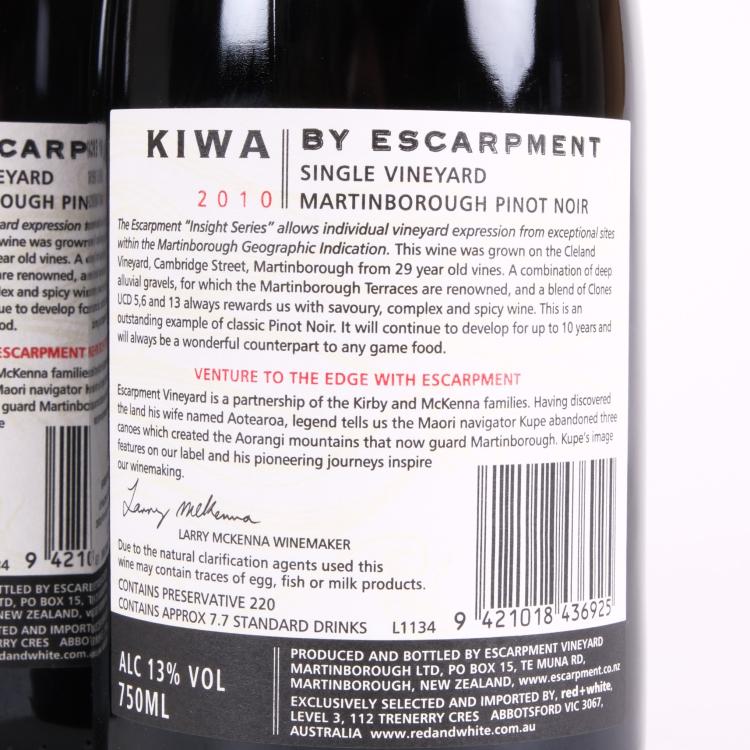 KIWA
2010
BY ESCARPMENT
SINGLE VINEYARD
MARTINBOROUGH PINOT NOIR
The Escarpment "Insight Series" allows individual vineyard expression from exceptional sites
within the Martinborough Geographic Indication. This wine was grown on the Cleland
Vineyard, Cambridge Street, Martinborough from 29 year old vines. A combination of deep
alluvial gravels, for which the Martinborough Terraces are renowned, and a blend of Clones
UCD 5,6 and 13 always rewards us with savoury, complex and spicy wine. This is an
outstanding example of classic Pinot Noir. It will continue to develop for up to 10 years and
will always be a wonderful counterpart to any game food.
VENTURE TO THE EDGE WITH ESCARPMENT
Escarpment Vineyard is a partnership of the Kirby and McKenna families. Having discovered
the land his wife named Aotearoa, legend tells us the Maori navigator Kupe abandoned three
canoes which created the Aorangi mountains that now guard Martinborough. Kupe's image
features on our label and his pioneering journeys inspire
our winemaking.
Larry McKenna
LARRY MCKENNA WINEMAKER
Due to the natural clarification agents used this
wine may contain traces of egg, fish or milk products.
CONTAINS PRESERVATIVE 220
CONTAINS APPROX 7.7 STANDARD DRINKS
L1134
9 421018 436925
ALC 13% VOL
750ML
PRODUCED AND BOTTLED BY ESCARPMENT VINEYARD
MARTINBOROUGH LTD, PO BOX 15, TE MUNA RD,
MARTINBOROUGH, NEW ZEALAND, www.escarpment.co.nz
EXCLUSIVELY SELECTED AND IMPORTED BY, red+white,
LEVEL 3, 112 TRENERRY CRES ABBOTSFORD VIC 3067,
AUSTRALIA www.redandwhite.com.au